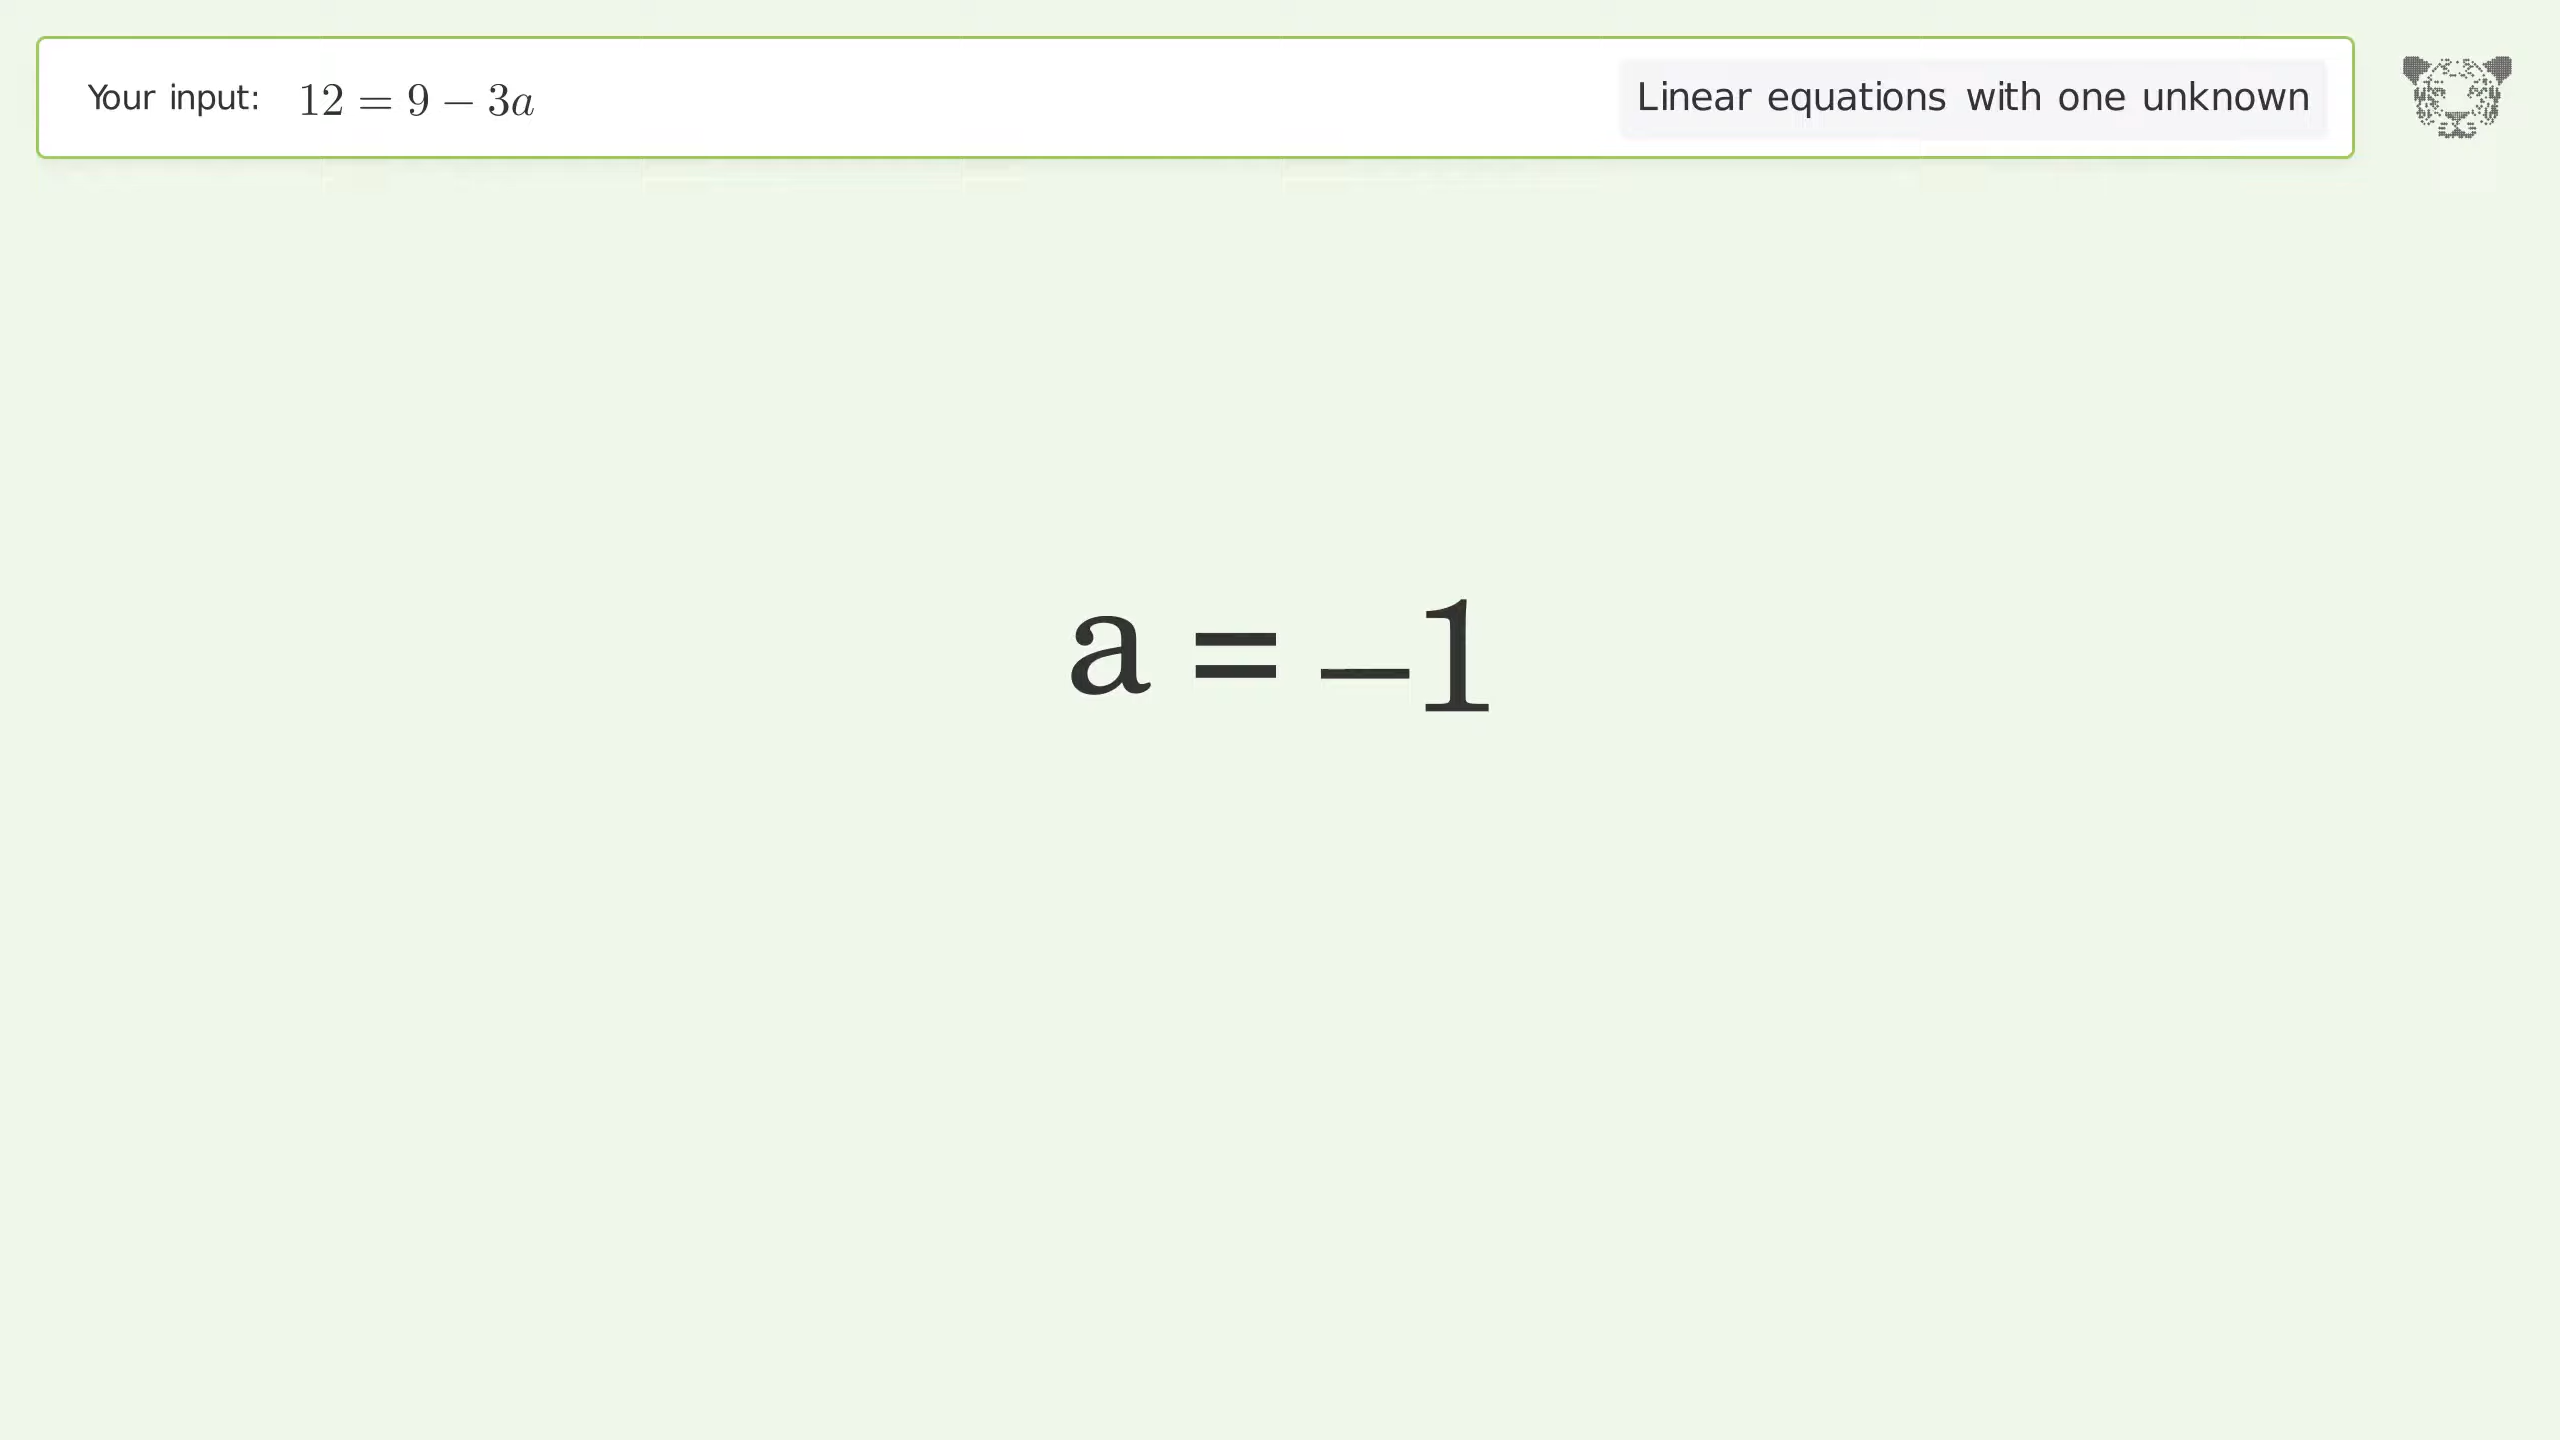 Your input: 12 = 9 − 3a
Linear equations with one unknown
a = −1